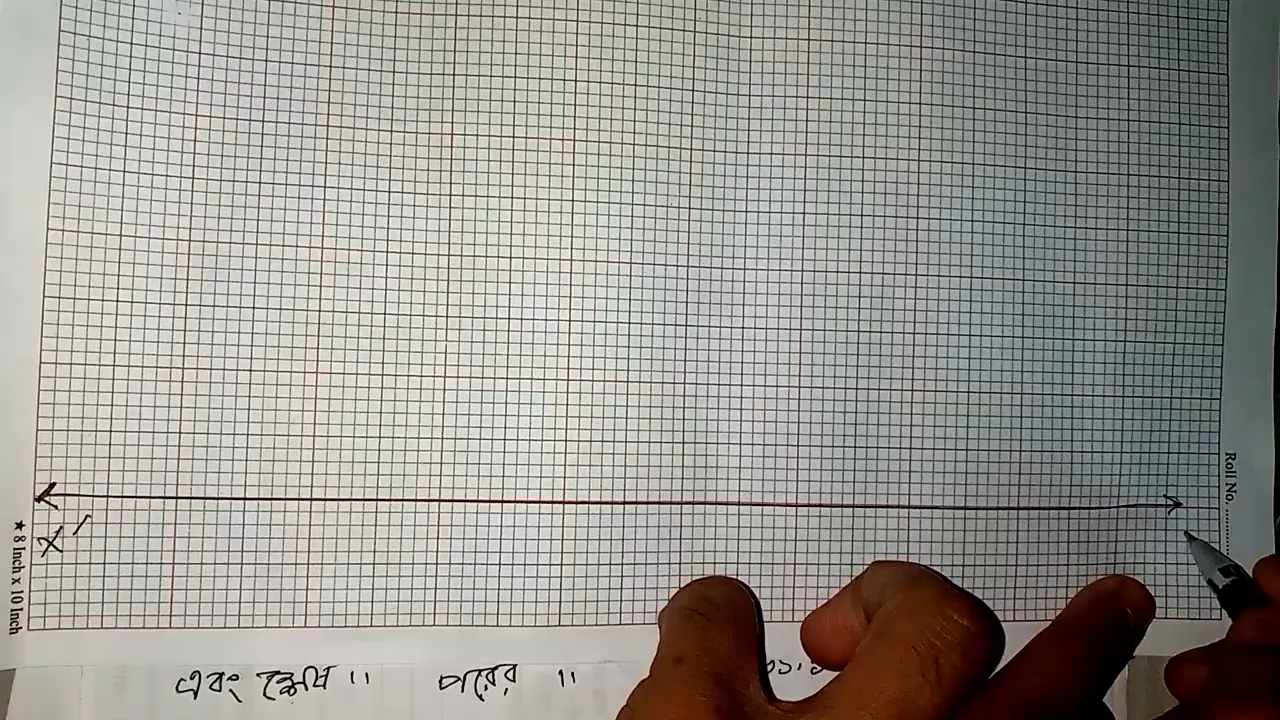 Roll No. ............
X′
★ 8 Inch x 10 Inch
এবং শ্রেণির " পরের "